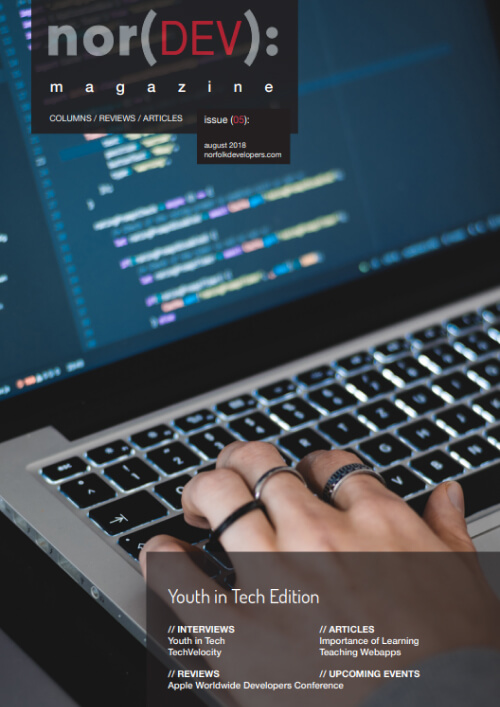 nor(DEV):
magazine
COLUMNS / REVIEWS / ARTICLES
issue (05):
august 2018
norfolkdevelopers.com
Youth in Tech Edition
// INTERVIEWS
Youth in Tech
TechVelocity
// ARTICLES
Importance of Learning
Teaching Webapps
// REVIEWS
Apple Worldwide Developers Conference
// UPCOMING EVENTS